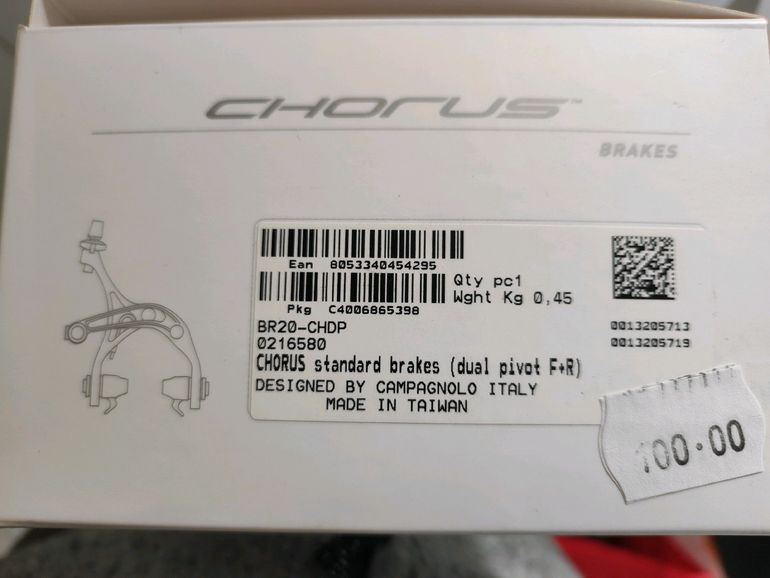 CHORUS™
BRAKES
Ean 8053340454295
Pkg C4006865398
Qty pc1
Wght Kg 0,45
BR20-CHDP
0216580
CHORUS standard brakes (dual pivot F+R)
DESIGNED BY CAMPAGNOLO ITALY
MADE IN TAIWAN
0013205713
0013205719
100.00